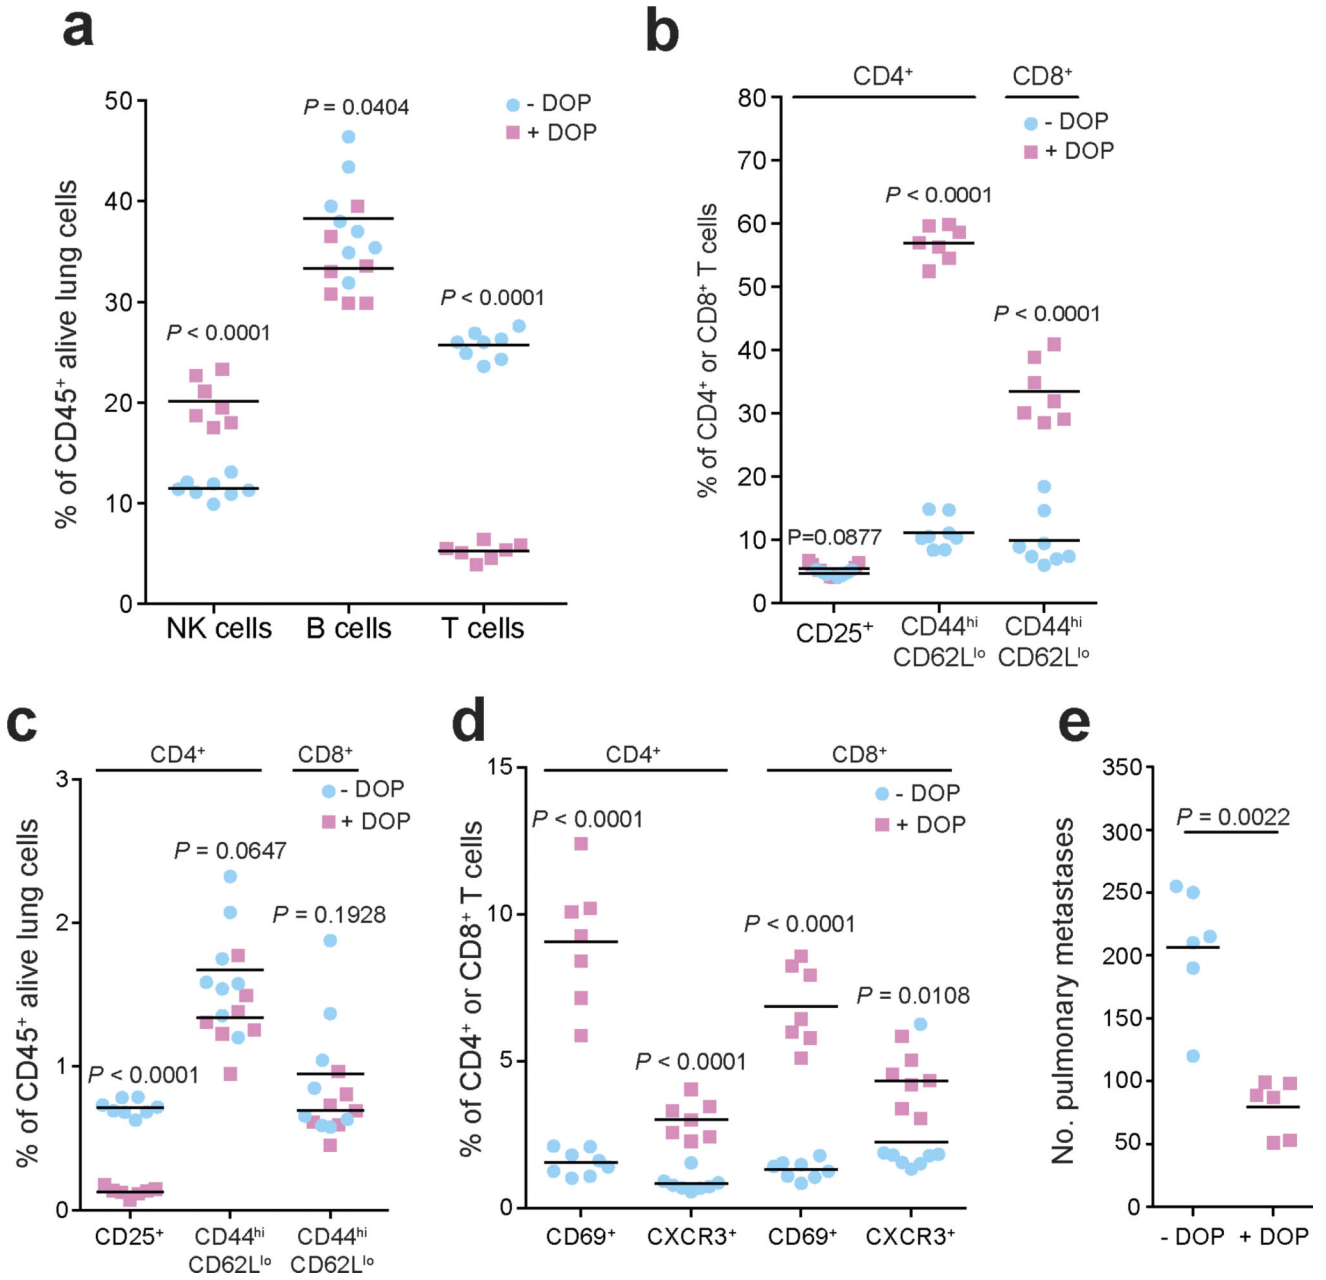 a
% of CD45⁺ alive lung cells
50
40
30
20
10
0
- DOP
+ DOP
P < 0.0001
P = 0.0404
P < 0.0001
NK cells
B cells
T cells
b
% of CD4⁺ or CD8⁺ T cells
80
70
60
50
40
30
20
10
0
CD4⁺
CD8⁺
- DOP
+ DOP
P=0.0877
P < 0.0001
P < 0.0001
CD25⁺
CD44ʰⁱ
CD62Lˡᵒ
CD44ʰⁱ
CD62Lˡᵒ
c
% of CD45⁺ alive lung cells
3
2
1
0
CD4⁺
CD8⁺
- DOP
+ DOP
P < 0.0001
P = 0.0647
P = 0.1928
CD25⁺
CD44ʰⁱ
CD62Lˡᵒ
CD44ʰⁱ
CD62Lˡᵒ
d
% of CD4⁺ or CD8⁺ T cells
15
10
5
0
CD4⁺
CD8⁺
- DOP
+ DOP
P < 0.0001
P < 0.0001
P < 0.0001
P = 0.0108
CD69⁺
CXCR3⁺
CD69⁺
CXCR3⁺
e
No. pulmonary metastases
350
300
250
200
150
100
50
0
P = 0.0022
- DOP
+ DOP